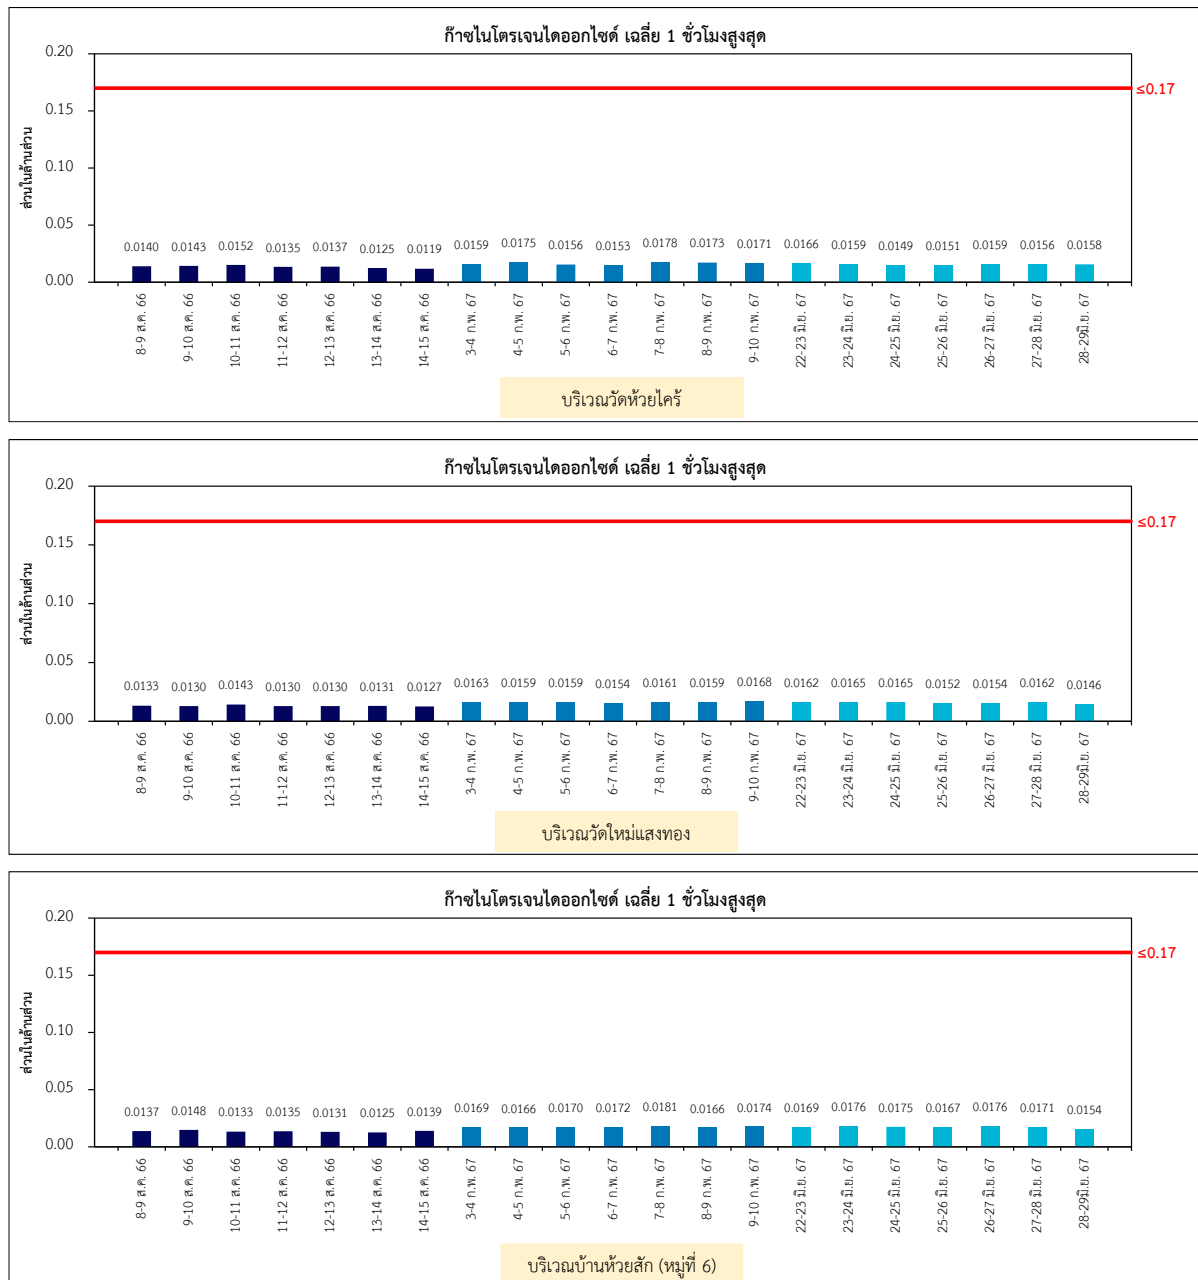 ก๊าซไนโตรเจนไดออกไซด์ เฉลี่ย 1 ชั่วโมงสูงสุด
ส่วนในล้านส่วน
0.20
0.15
0.10
0.05
0.00
≤0.17
0.0140 0.0143 0.0152 0.0135 0.0137 0.0125 0.0119 0.0159 0.0175 0.0156 0.0153 0.0178 0.0173 0.0171 0.0166 0.0159 0.0149 0.0151 0.0159 0.0156 0.0158
8-9 ส.ค. 66
9-10 ส.ค. 66
10-11 ส.ค. 66
11-12 ส.ค. 66
12-13 ส.ค. 66
13-14 ส.ค. 66
14-15 ส.ค. 66
3-4 ก.พ. 67
4-5 ก.พ. 67
5-6 ก.พ. 67
6-7 ก.พ. 67
7-8 ก.พ. 67
8-9 ก.พ. 67
9-10 ก.พ. 67
22-23 มิ.ย. 67
23-24 มิ.ย. 67
24-25 มิ.ย. 67
25-26 มิ.ย. 67
26-27 มิ.ย. 67
27-28 มิ.ย. 67
28-29มิ.ย. 67
บริเวณวัดห้วยไคร้
ก๊าซไนโตรเจนไดออกไซด์ เฉลี่ย 1 ชั่วโมงสูงสุด
ส่วนในล้านส่วน
0.20
0.15
0.10
0.05
0.00
≤0.17
0.0133 0.0130 0.0143 0.0130 0.0130 0.0131 0.0127 0.0163 0.0159 0.0159 0.0154 0.0161 0.0159 0.0168 0.0162 0.0165 0.0165 0.0152 0.0154 0.0162 0.0146
8-9 ส.ค. 66
9-10 ส.ค. 66
10-11 ส.ค. 66
11-12 ส.ค. 66
12-13 ส.ค. 66
13-14 ส.ค. 66
14-15 ส.ค. 66
3-4 ก.พ. 67
4-5 ก.พ. 67
5-6 ก.พ. 67
6-7 ก.พ. 67
7-8 ก.พ. 67
8-9 ก.พ. 67
9-10 ก.พ. 67
22-23 มิ.ย. 67
23-24 มิ.ย. 67
24-25 มิ.ย. 67
25-26 มิ.ย. 67
26-27 มิ.ย. 67
27-28 มิ.ย. 67
28-29มิ.ย. 67
บริเวณวัดใหม่แสงทอง
ก๊าซไนโตรเจนไดออกไซด์ เฉลี่ย 1 ชั่วโมงสูงสุด
ส่วนในล้านส่วน
0.20
0.15
0.10
0.05
0.00
≤0.17
0.0137 0.0148 0.0133 0.0135 0.0131 0.0125 0.0139 0.0169 0.0166 0.0170 0.0172 0.0181 0.0166 0.0174 0.0169 0.0176 0.0175 0.0167 0.0176 0.0171 0.0154
8-9 ส.ค. 66
9-10 ส.ค. 66
10-11 ส.ค. 66
11-12 ส.ค. 66
12-13 ส.ค. 66
13-14 ส.ค. 66
14-15 ส.ค. 66
3-4 ก.พ. 67
4-5 ก.พ. 67
5-6 ก.พ. 67
6-7 ก.พ. 67
7-8 ก.พ. 67
8-9 ก.พ. 67
9-10 ก.พ. 67
22-23 มิ.ย. 67
23-24 มิ.ย. 67
24-25 มิ.ย. 67
25-26 มิ.ย. 67
26-27 มิ.ย. 67
27-28 มิ.ย. 67
28-29มิ.ย. 67
บริเวณบ้านห้วยสัก (หมู่ที่ 6)